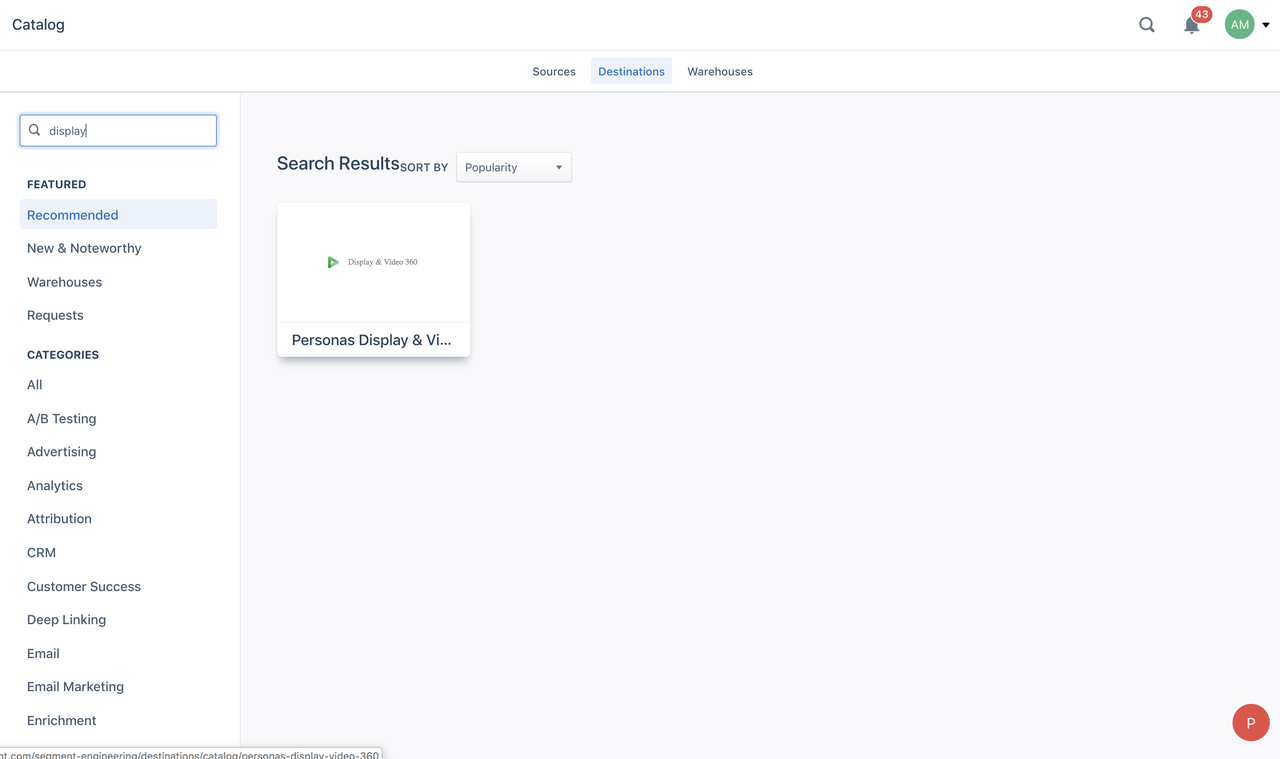 Catalog
43
AM
Sources
Destinations
Warehouses
display
FEATURED
Recommended
New & Noteworthy
Warehouses
Requests
CATEGORIES
All
A/B Testing
Advertising
Analytics
Attribution
CRM
Customer Success
Deep Linking
Email
Email Marketing
Enrichment
Search Results
SORT BY
Popularity
Display & Video 360
Personas Display & Vi...
P
nt.com/segment-engineering/destinations/catalog/personas-display-video-360